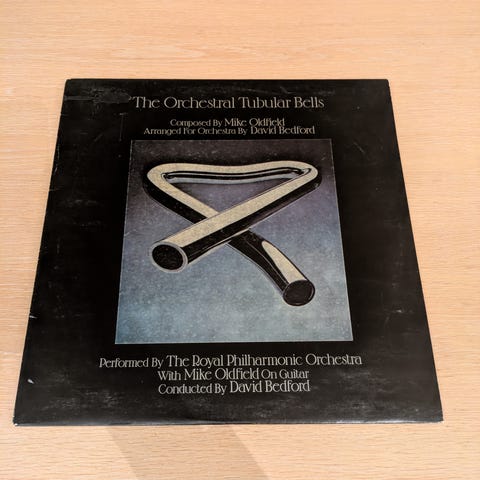 The Orchestral Tubular Bells
Composed By Mike Oldfield
Arranged For Orchestra By David Bedford
Performed By The Royal Philharmonic Orchestra
With Mike Oldfield On Guitar
Conducted By David Bedford